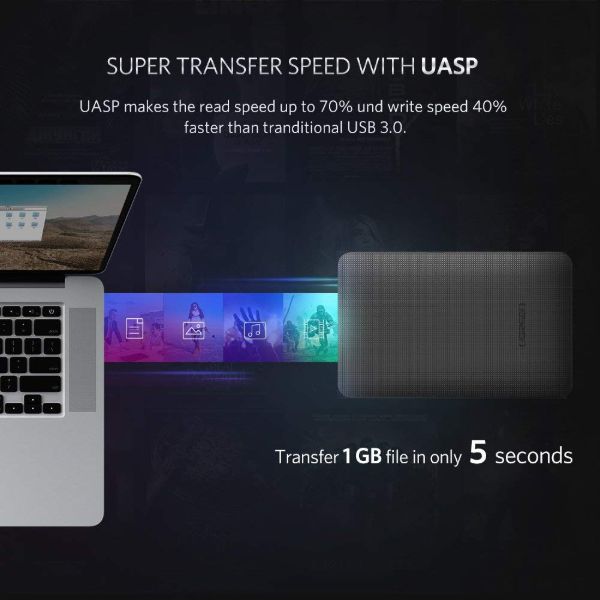 SUPER TRANSFER SPEED WITH UASP
UASP makes the read speed up to 70% und write speed 40%
faster than tranditional USB 3.0.
UGREEN
Transfer 1 GB file in only 5 seconds